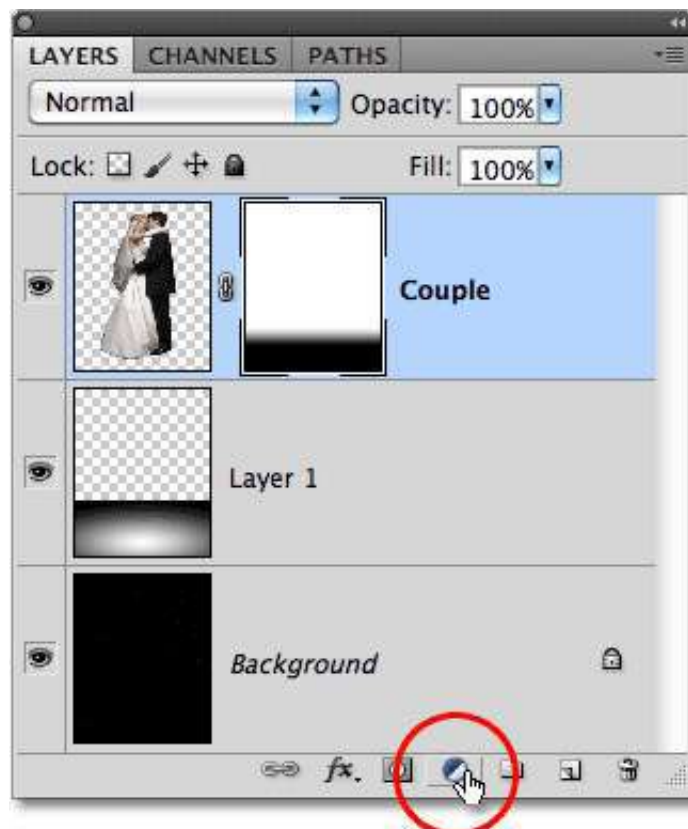 LAYERS CHANNELS PATHS
Normal Opacity: 100%
Lock: Fill: 100%
Couple
Layer 1
Background
fx.